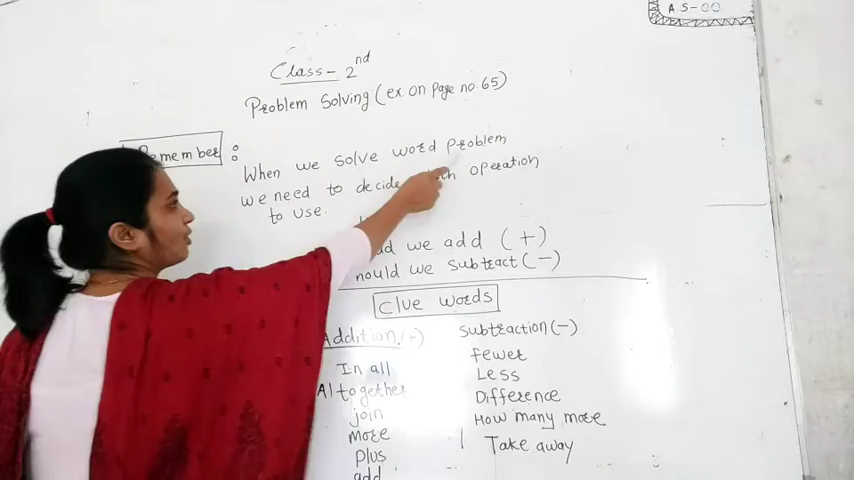 A.S-00
Class- 2nd
Problem Solving (ex. on page no. 65)
Remember :
When we solve word problem
we need to decide operation
to use.
we add (+)
we subtract (-)
Clue words
Addition (+)
In all
Altogether
join
more
plus
add
subtraction (-)
fewer
Less
Difference
How many more
Take away